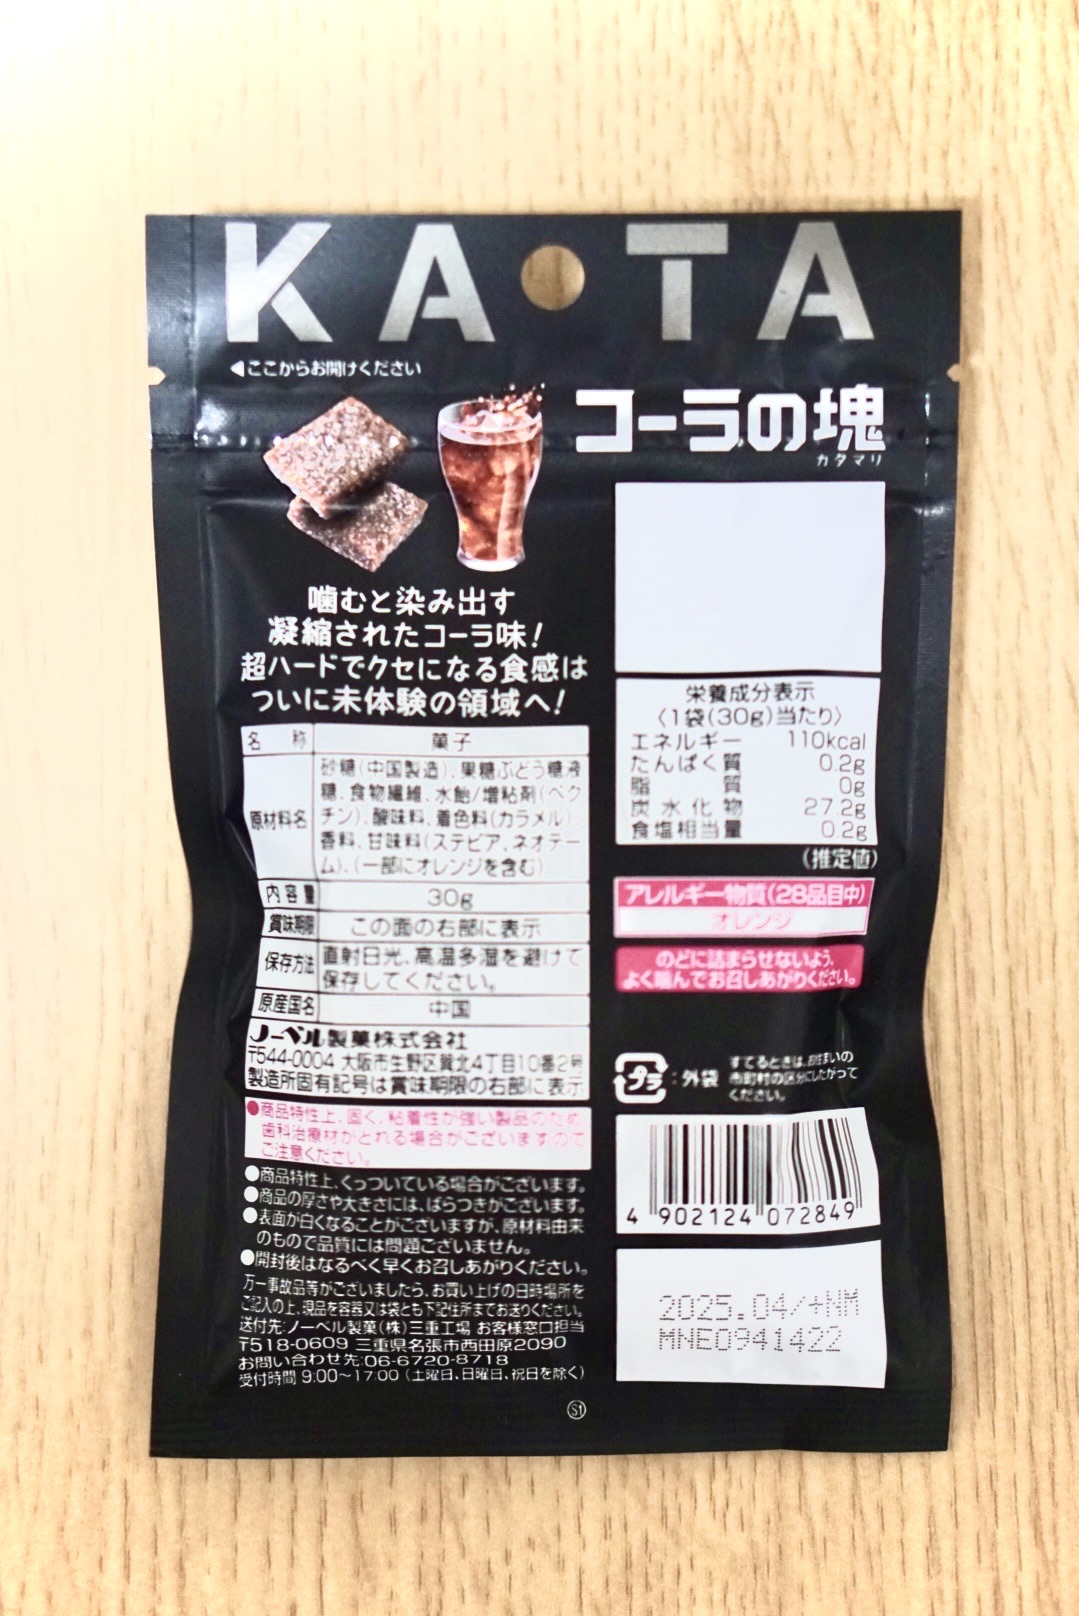 KATA
◀ここからお開けください
コーラの塊
カタマリ
噛むと染み出す
凝縮されたコーラ味!
超ハードでクセになる食感は
ついに未体験の領域へ!
名 称 菓子
原材料名 砂糖(中国製造)、果糖ぶどう糖液
糖、食物繊維、水飴/増粘剤(ペク
チン)、酸味料、着色料(カラメル)、
香料、甘味料(ステビア、ネオテー
ム)、(一部にオレンジを含む)
内容量 30g
賞味期限 この面の右部に表示
保存方法 直射日光、高温多湿を避けて
保存してください。
原産国名 中国
ノーベル製菓株式会社
〒544-0004 大阪市生野区巽北4丁目10番2号
製造所固有記号は賞味期限の右部に表示
●商品特性上、固く、粘着性が強い製品のため
歯科治療材がとれる場合がございますので
ご注意ください。
●商品特性上、くっついている場合がございます。
●商品の厚さや大きさには、ばらつきがございます。
●表面が白くなることがございますが、原材料由来
のもので品質には問題ございません。
●開封後はなるべく早くお召しあがりください。
万一事故品等がございましたら、お買い上げの日時場所を
ご記入の上、現品を容器又は袋とも下記住所までお送りください。
送付先:ノーベル製菓(株)三重工場 お客様窓口担当
〒518-0609 三重県名張市西田原2090
お問い合わせ先:06-6720-8718
受付時間 9:00〜17:00 (土曜日、日曜日、祝日を除く)
S1
栄養成分表示
〈1袋(30g)当たり〉
エネルギー 110kcal
たんぱく質 0.2g
脂 質 0g
炭水化物 27.2g
食塩相当量 0.2g
(推定値)
アレルギー物質(28品目中)
オレンジ
のどに詰まらせないよう、
よく噛んでお召しあがりください。
プラ :外袋
すてるときは、お住まいの
市町村の区分にしたがって
ください。
4 902124 072849
2025.04/+NM
MNE0941422